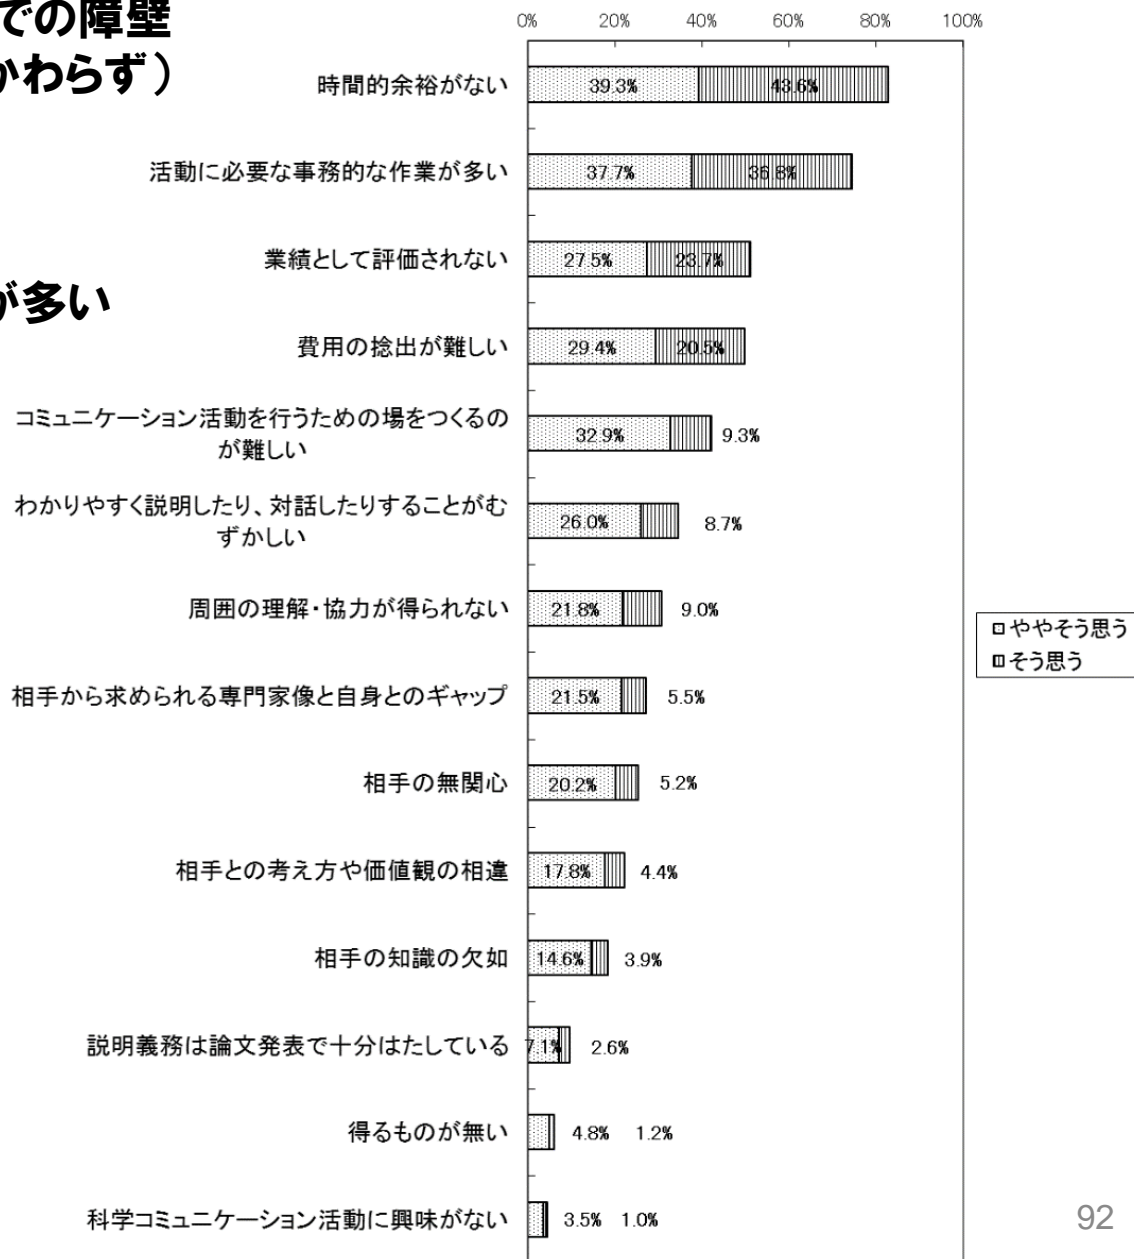 での障壁
かわらず）
が多い
0% 20% 40% 60% 80% 100%
時間的余裕がない 39.3% 43.6%
活動に必要な事務的な作業が多い 37.7% 36.8%
業績として評価されない 27.5% 23.7%
費用の捻出が難しい 29.4% 20.5%
コミュニケーション活動を行うための場をつくるの
が難しい 32.9% 9.3%
わかりやすく説明したり、対話したりすることがむ
ずかしい 26.0% 8.7%
周囲の理解・協力が得られない 21.8% 9.0%
相手から求められる専門家像と自身とのギャップ 21.5% 5.5%
相手の無関心 20.2% 5.2%
相手との考え方や価値観の相違 17.8% 4.4%
相手の知識の欠如 14.6% 3.9%
説明義務は論文発表で十分はたしている 7.1% 2.6%
得るものが無い 4.8% 1.2%
科学コミュニケーション活動に興味がない 3.5% 1.0%
ややそう思う
そう思う
92